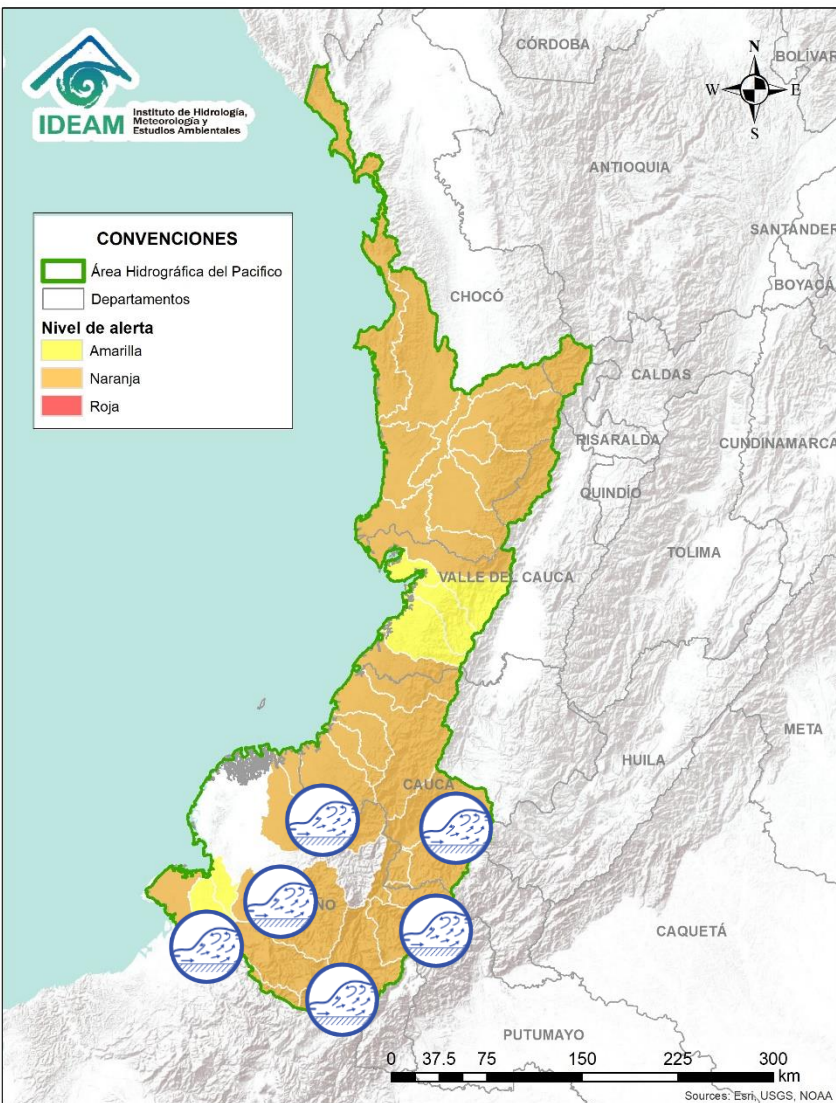 IDEAM
Instituto de Hidrología,
Meteorología y
Estudios Ambientales
CÓRDOBA
BOLÍVAR
N
W
E
S
ANTIOQUIA
SANTANDER
BOYACÁ
CONVENCIONES
Área Hidrográfica del Pacifico
Departamentos
Nivel de alerta
Amarilla
Naranja
Roja
CHOCÓ
CALDAS
RISARALDA
CUNDINAMARCA
QUINDÍO
TOLIMA
VALLE DEL CAUCA
META
HUILA
CAUCA
NO
CAQUETÁ
PUTUMAYO
0 37.5 75 150 225 300
km
Sources: Esri, USGS, NOAA